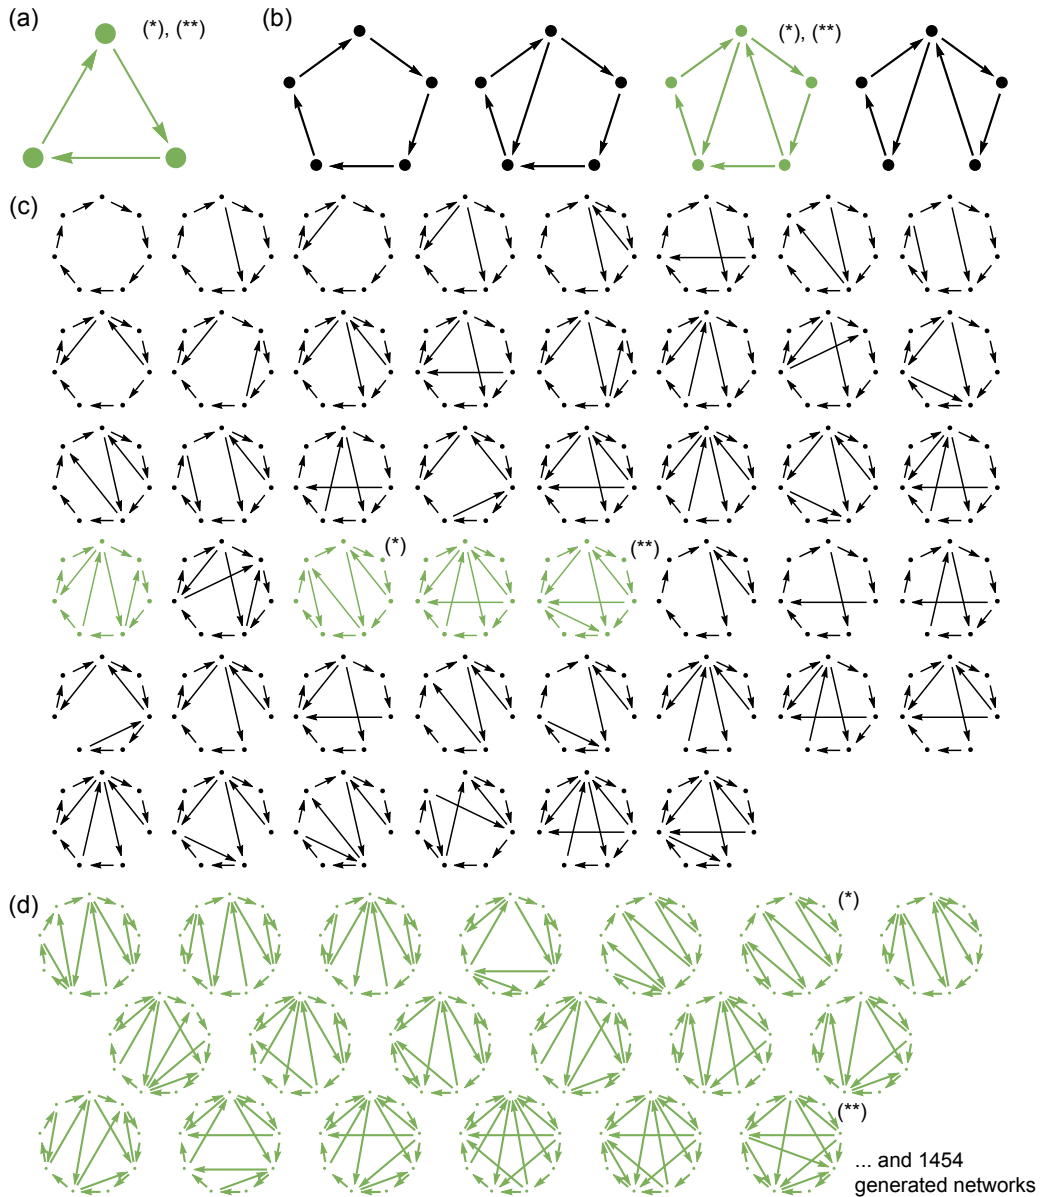 (a)
(*), (**)
(b)
(*), (**)
(c)
(*)
(**)
(d)
(*)
(**)
... and 1454
generated networks